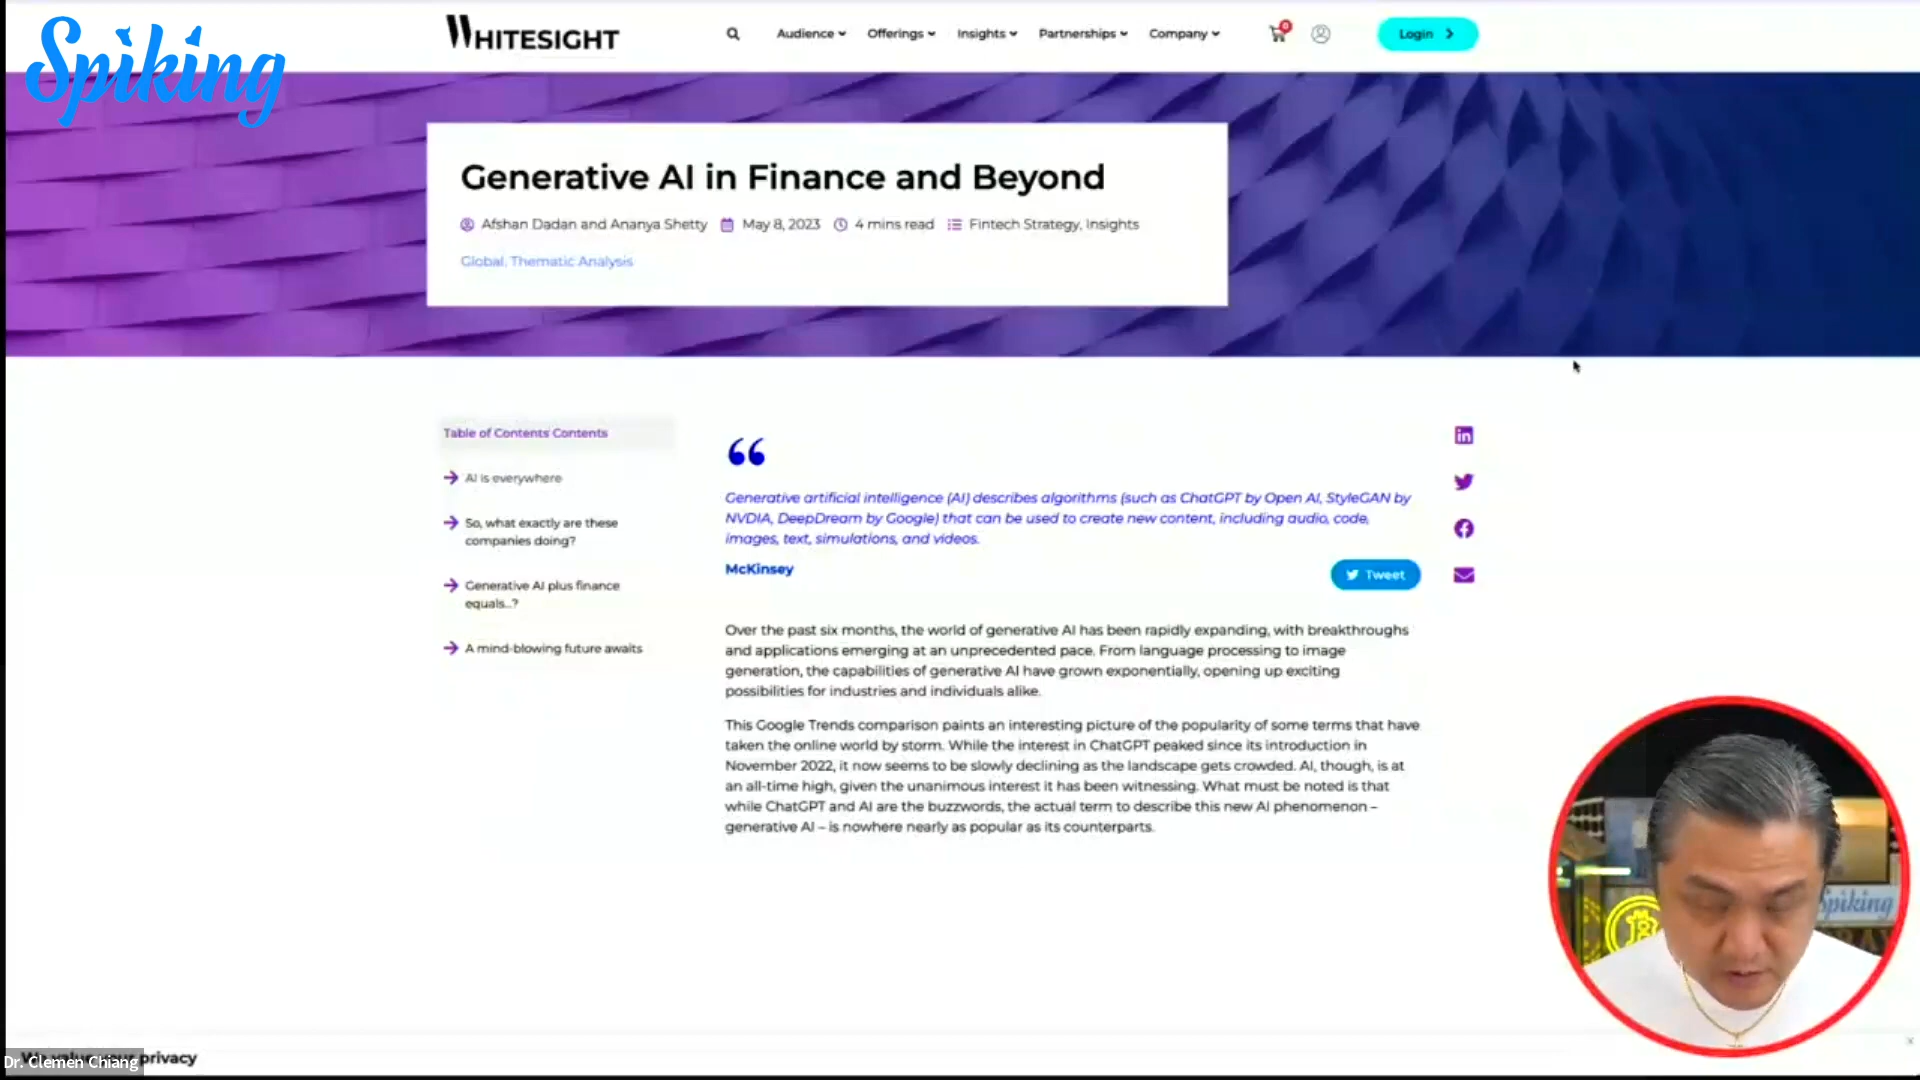 Spiking
WHITESIGHT
Audience
Offerings
Insights
Partnerships
Company
0
Login
Generative AI in Finance and Beyond
Afshan Dadan and Ananya Shetty
May 8, 2023
4 mins read
Fintech Strategy, Insights
Global, Thematic Analysis
Table of Contents Contents
AI is everywhere
So, what exactly are these
companies doing?
Generative AI plus finance
equals...?
A mind-blowing future awaits
Generative artificial intelligence (AI) describes algorithms (such as ChatGPT by Open AI, StyleGAN by
NVDIA, DeepDream by Google) that can be used to create new content, including audio, code,
images, text, simulations, and videos.
McKinsey
Tweet
Over the past six months, the world of generative AI has been rapidly expanding, with breakthroughs
and applications emerging at an unprecedented pace. From language processing to image
generation, the capabilities of generative AI have grown exponentially, opening up exciting
possibilities for industries and individuals alike.
This Google Trends comparison paints an interesting picture of the popularity of some terms that have
taken the online world by storm. While the interest in ChatGPT peaked since its introduction in
November 2022, it now seems to be slowly declining as the landscape gets crowded. AI, though, is at
an all-time high, given the unanimous interest it has been witnessing. What must be noted is that
while ChatGPT and AI are the buzzwords, the actual term to describe this new AI phenomenon –
generative AI – is nowhere nearly as popular as its counterparts.
Spiking
We value your privacy
Dr. Clemen Chiang